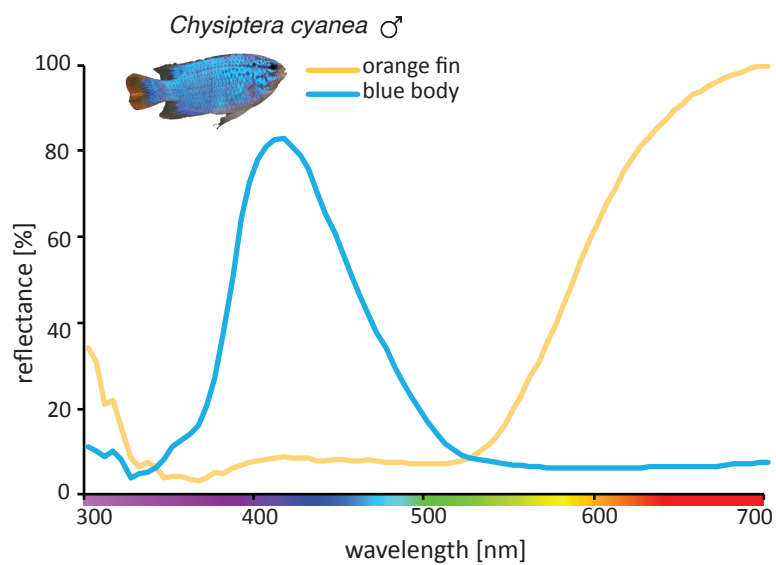 Chysiptera cyanea ♂
orange fin
blue body
reflectance [%]
100
80
60
40
20
0
300 400 500 600 700
wavelength [nm]